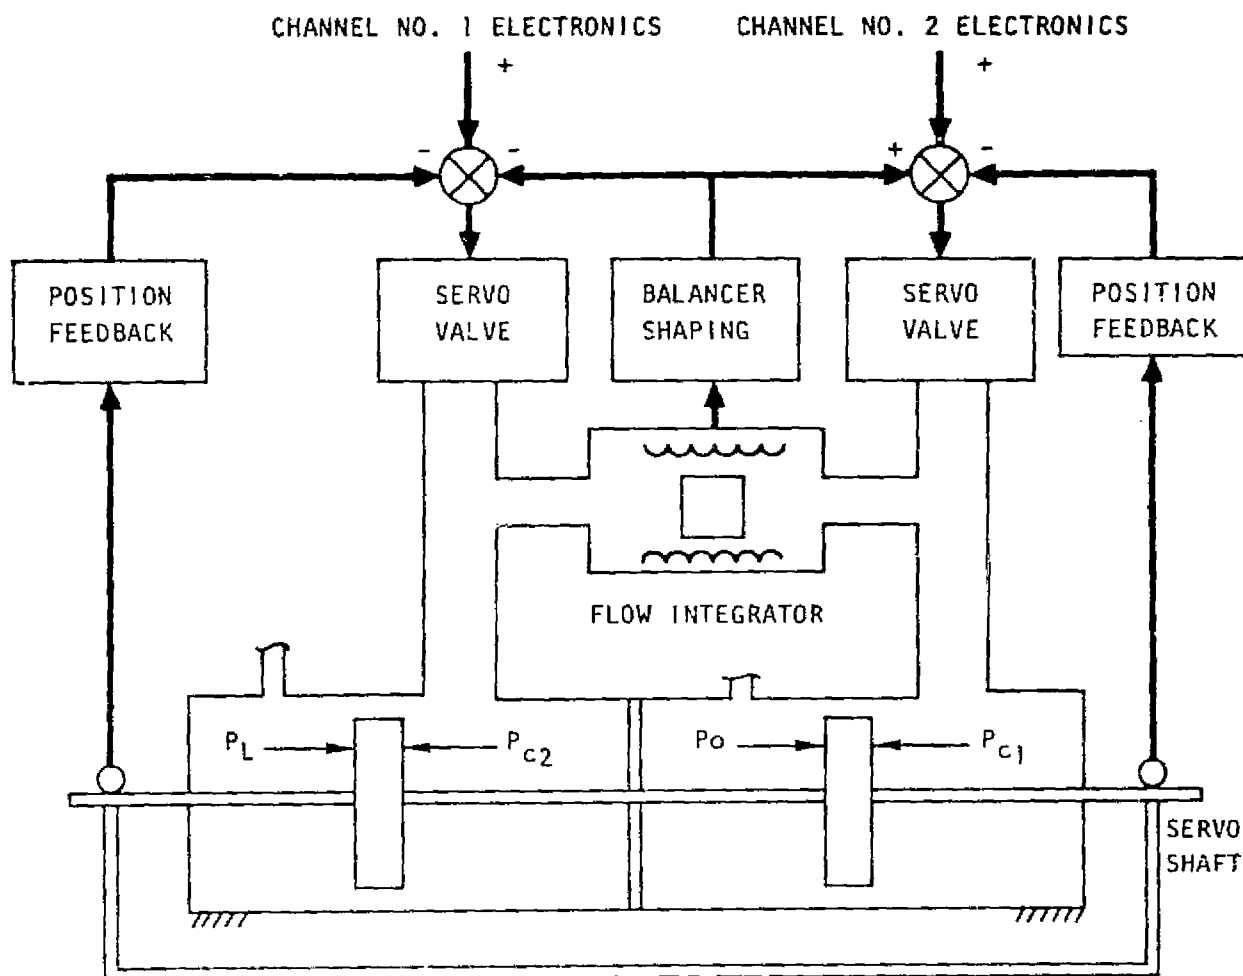 CHANNEL NO. 1 ELECTRONICS
CHANNEL NO. 2 ELECTRONICS
+
+
-
-
+
-
POSITION
FEEDBACK
SERVO
VALVE
BALANCER
SHAPING
SERVO
VALVE
POSITION
FEEDBACK
FLOW INTEGRATOR
PL
Pc2
Po
Pc1
SERVO
SHAFT